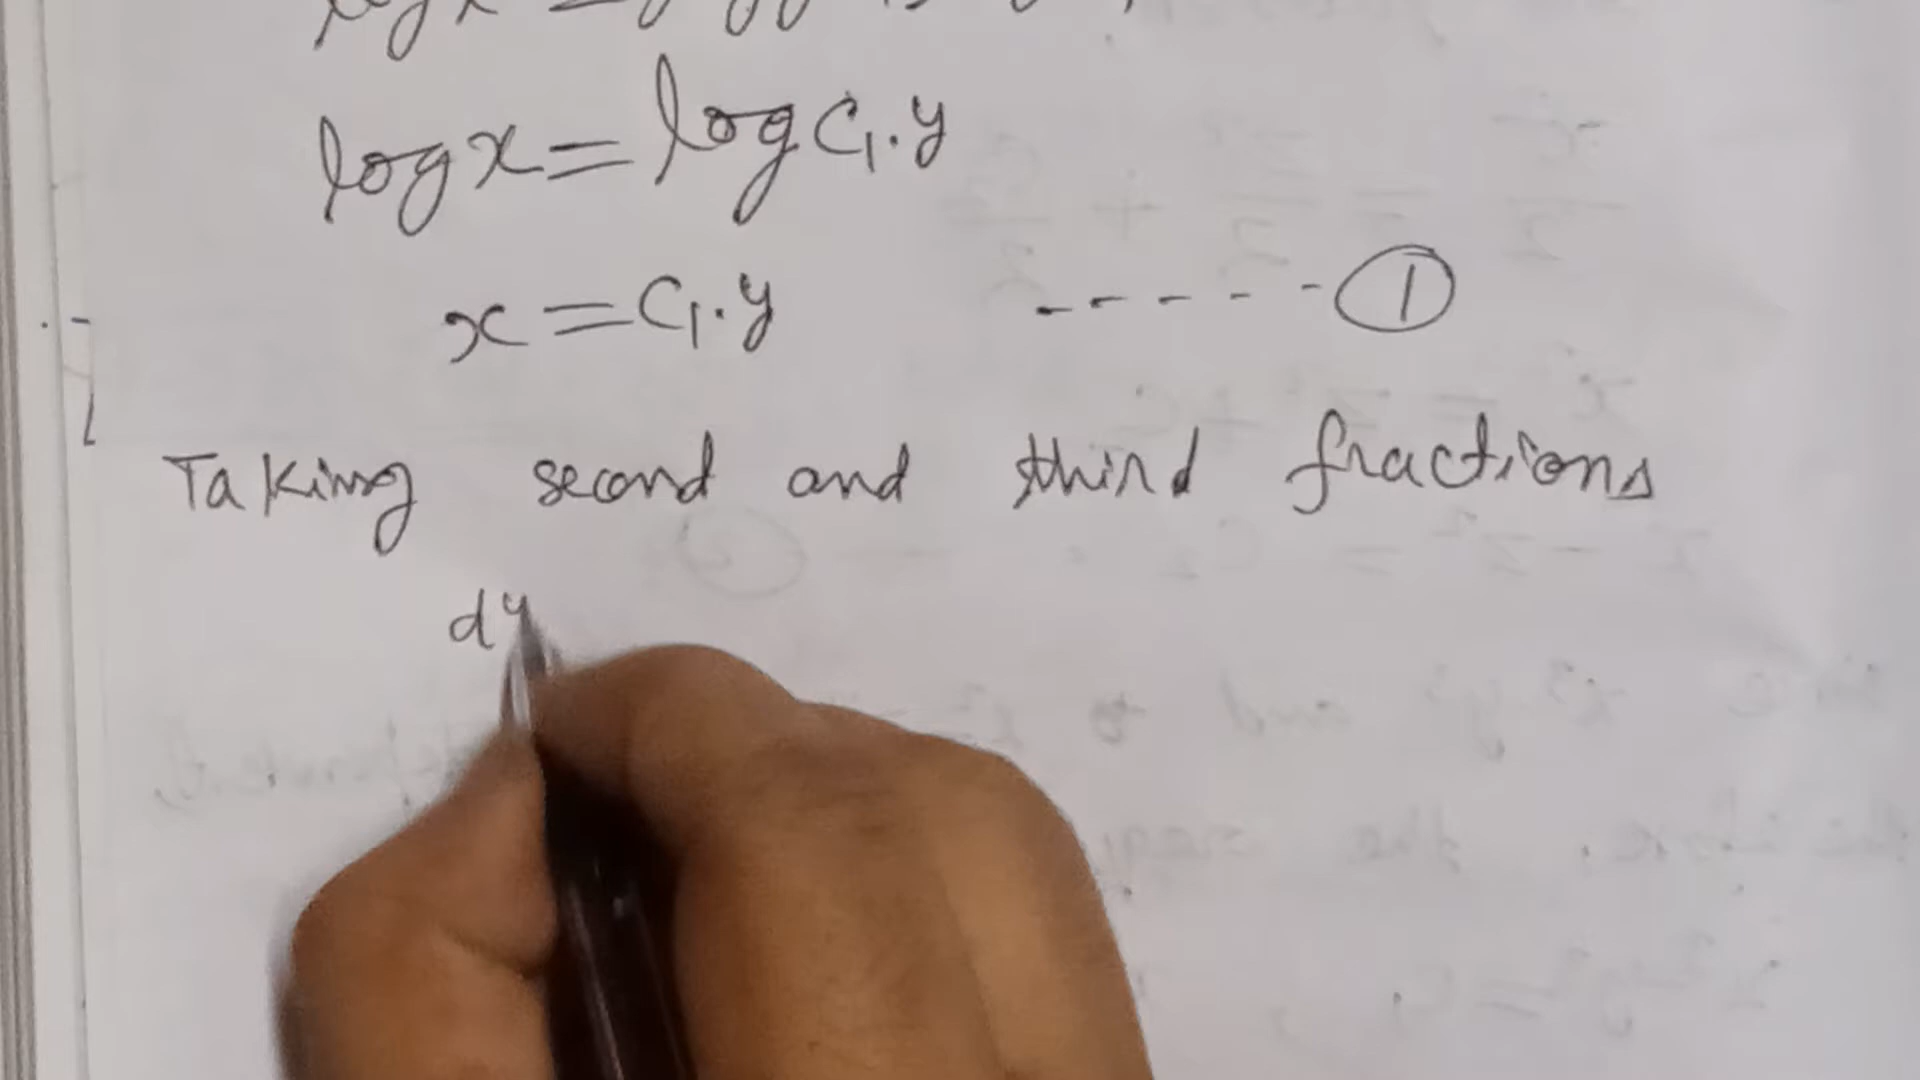 log x = log C₁.y
x = C₁.y ----- ①
Taking second and third fractions
dy